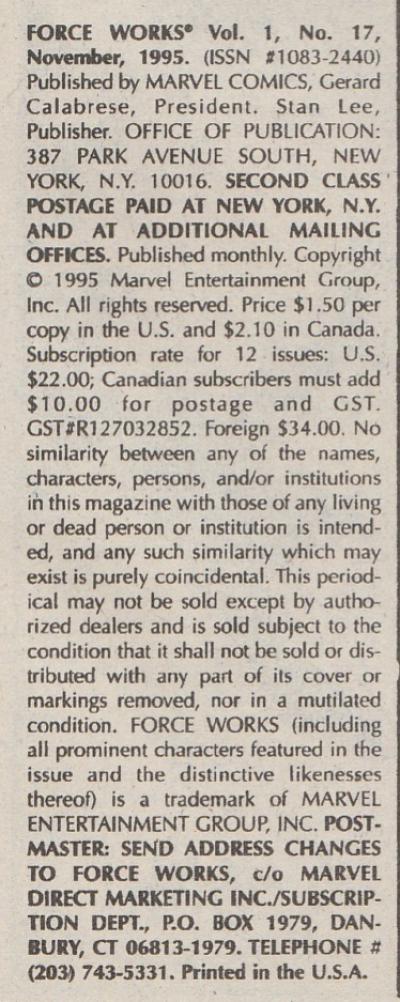 FORCE WORKS® Vol. 1, No. 17,
November, 1995. (ISSN #1083-2440)
Published by MARVEL COMICS, Gerard
Calabrese, President. Stan Lee,
Publisher. OFFICE OF PUBLICATION:
387 PARK AVENUE SOUTH, NEW
YORK, N.Y. 10016. SECOND CLASS
POSTAGE PAID AT NEW YORK, N.Y.
AND AT ADDITIONAL MAILING
OFFICES. Published monthly. Copyright
© 1995 Marvel Entertainment Group,
Inc. All rights reserved. Price $1.50 per
copy in the U.S. and $2.10 in Canada.
Subscription rate for 12 issues: U.S.
$22.00; Canadian subscribers must add
$10.00 for postage and GST.
GST#R127032852. Foreign $34.00. No
similarity between any of the names,
characters, persons, and/or institutions
in this magazine with those of any living
or dead person or institution is intend-
ed, and any such similarity which may
exist is purely coincidental. This period-
ical may not be sold except by autho-
rized dealers and is sold subject to the
condition that it shall not be sold or dis-
tributed with any part of its cover or
markings removed, nor in a mutilated
condition. FORCE WORKS (including
all prominent characters featured in the
issue and the distinctive likenesses
thereof) is a trademark of MARVEL
ENTERTAINMENT GROUP, INC. POST-
MASTER: SEND ADDRESS CHANGES
TO FORCE WORKS, c/o MARVEL
DIRECT MARKETING INC./SUBSCRIP-
TION DEPT., P.O. BOX 1979, DAN-
BURY, CT 06813-1979. TELEPHONE #
(203) 743-5331. Printed in the U.S.A.